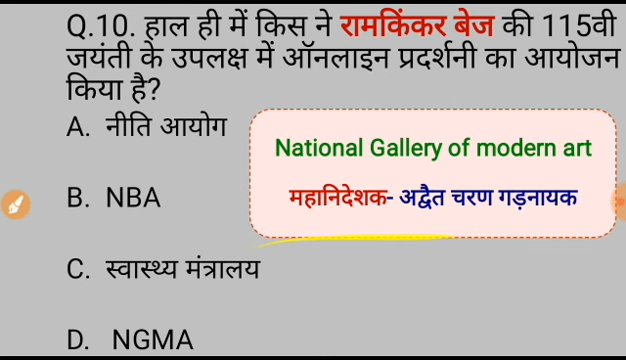 Q.10. हाल ही में किस ने रामकिंकर बेज की 115वी
जयंती के उपलक्ष में ऑनलाइन प्रदर्शनी का आयोजन
किया है?
A. नीति आयोग
National Gallery of modern art
B. NBA
महानिदेशक- अद्वैत चरण गड़नायक
C. स्वास्थ्य मंत्रालय
D. NGMA